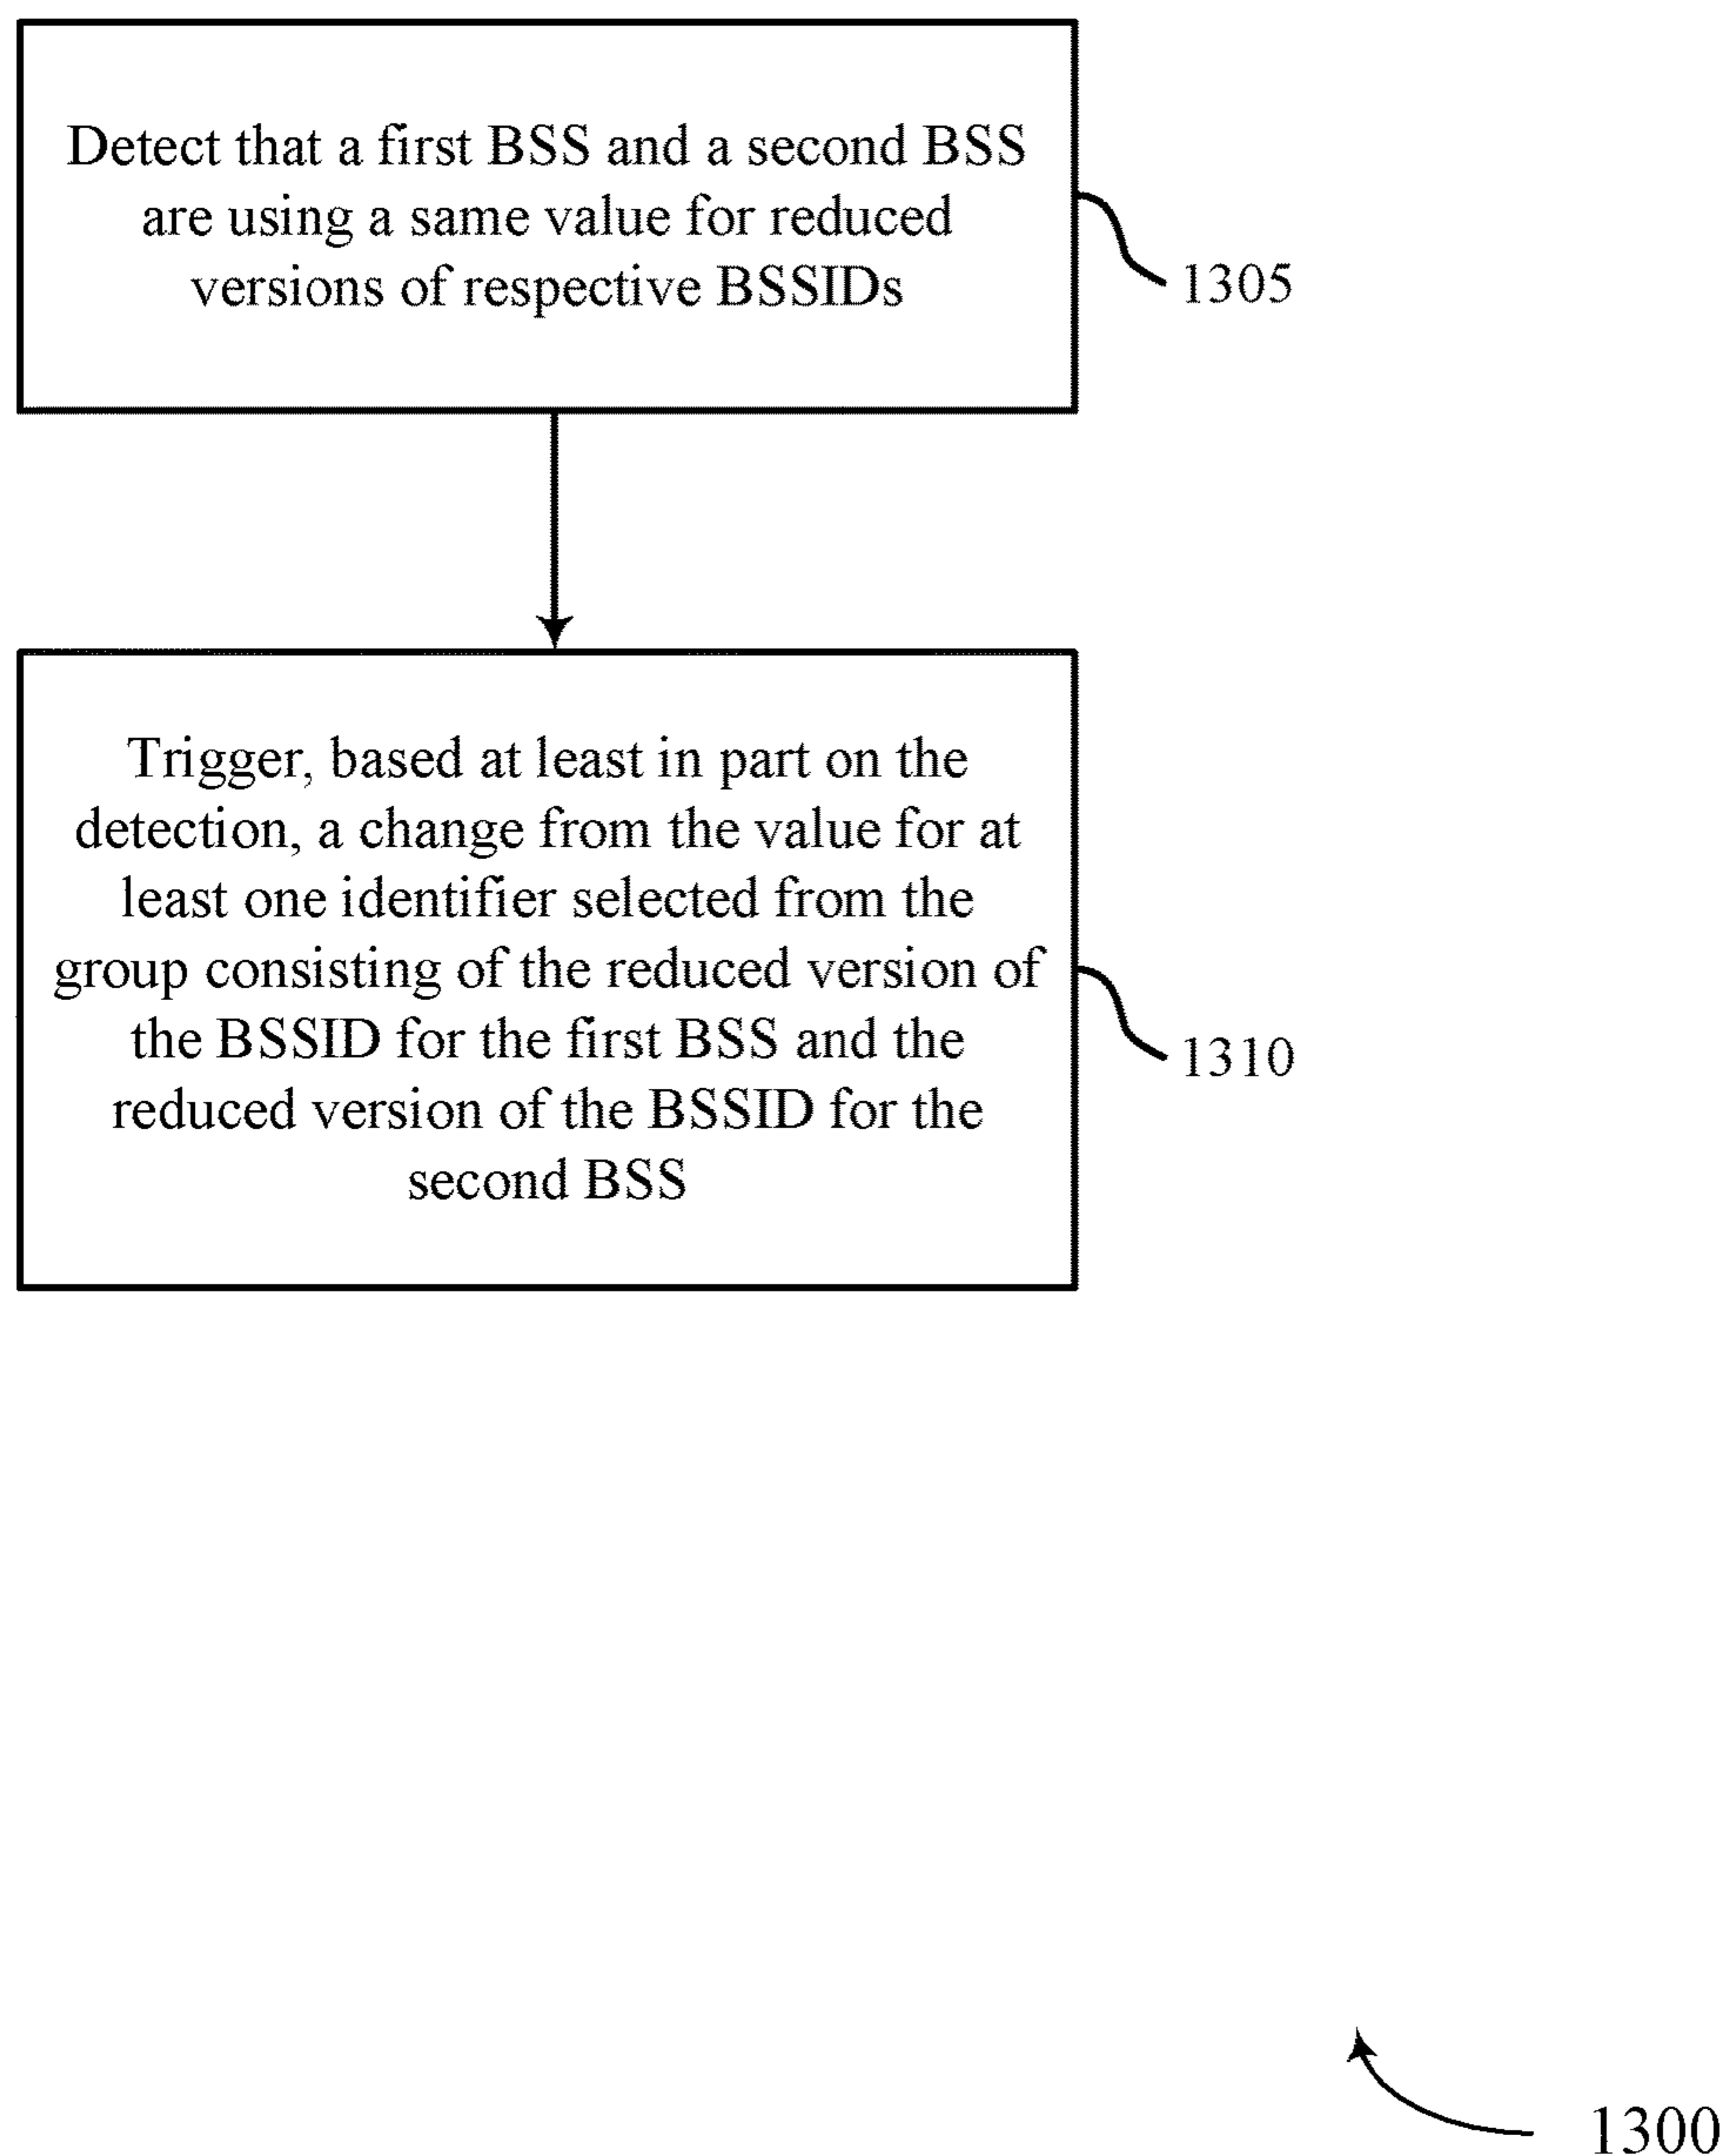 Detect that a first BSS and a second BSS
are using a same value for reduced
versions of respective BSSIDs
1305
Trigger, based at least in part on the
detection, a change from the value for at
least one identifier selected from the
group consisting of the reduced version of
the BSSID for the first BSS and the
reduced version of the BSSID for the
second BSS
1310
1300